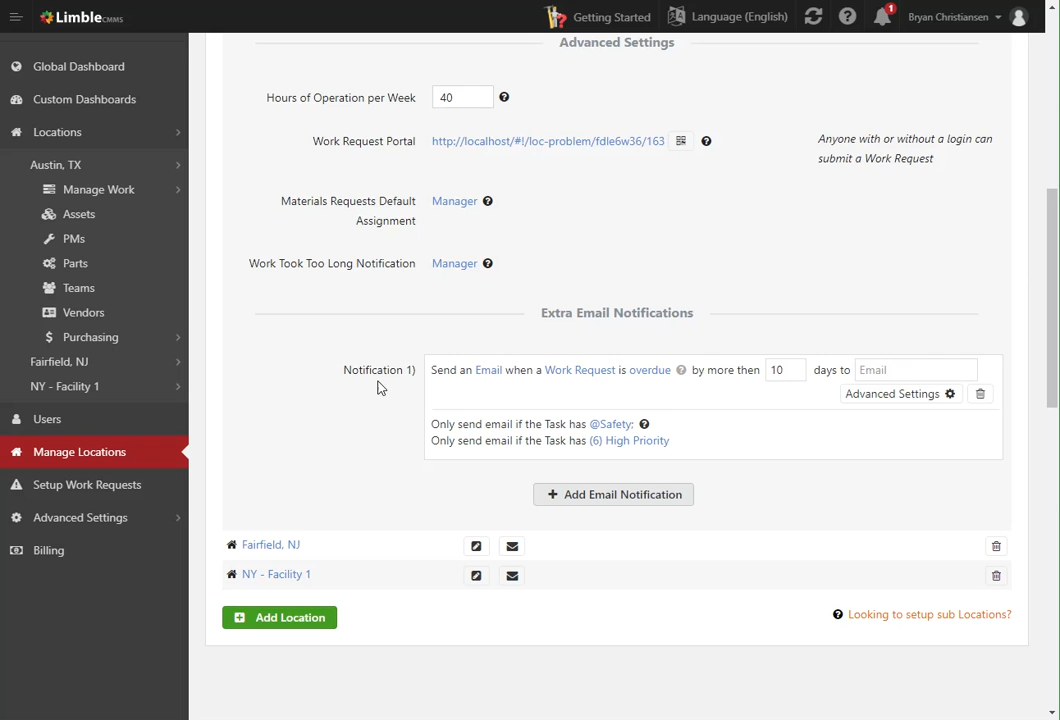 Limble CMMS
Getting Started
Language (English)
1
Bryan Christiansen
Global Dashboard
Custom Dashboards
Locations
Austin, TX
Manage Work
Assets
PMs
Parts
Teams
Vendors
Purchasing
Fairfield, NJ
NY - Facility 1
Users
Manage Locations
Setup Work Requests
Advanced Settings
Billing
Advanced Settings
Hours of Operation per Week 40
Work Request Portal http://localhost/#!/loc-problem/fdle6w36/163
Anyone with or without a login can
submit a Work Request
Materials Requests Default
Assignment
Manager
Work Took Too Long Notification Manager
Extra Email Notifications
Notification 1) Send an Email when a Work Request is overdue by more then 10 days to Email
Advanced Settings
Only send email if the Task has @Safety;
Only send email if the Task has (6) High Priority
Add Email Notification
Fairfield, NJ
NY - Facility 1
Add Location
Looking to setup sub Locations?